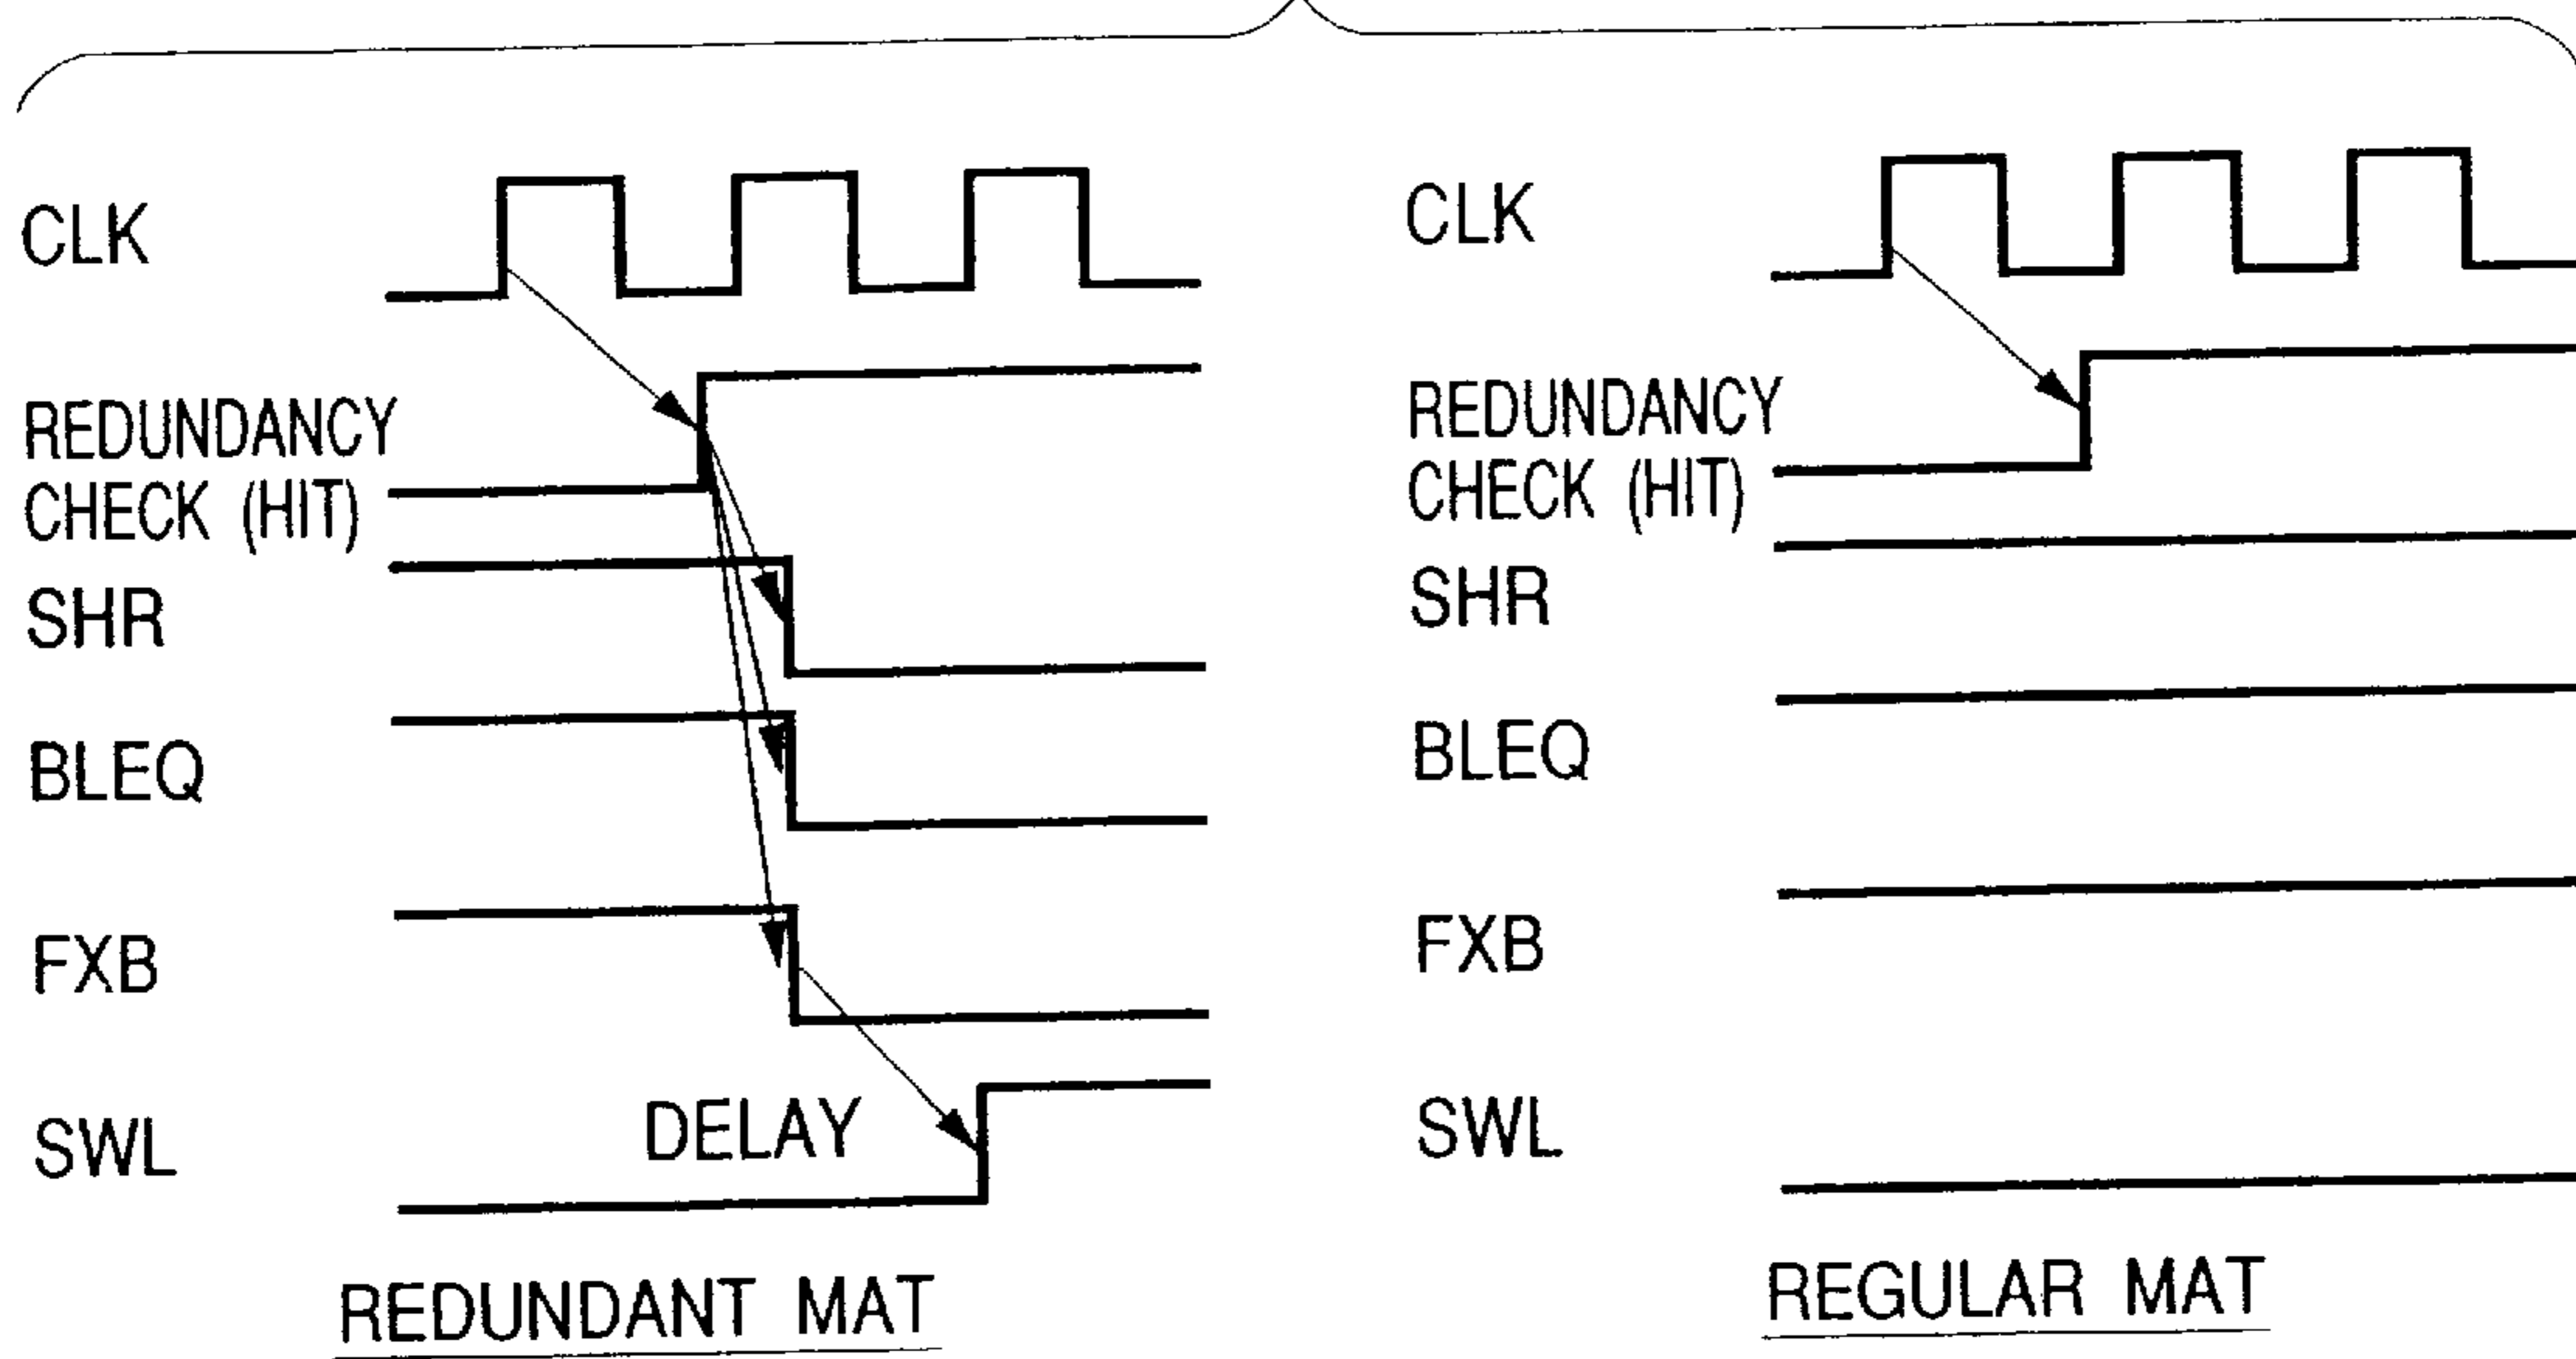 CLK
REDUNDANCY
CHECK (HIT)
SHR
BLEQ
FXB
SWL
DELAY
REDUNDANT MAT
CLK
REDUNDANCY
CHECK (HIT)
SHR
BLEQ
FXB
SWL
REGULAR MAT